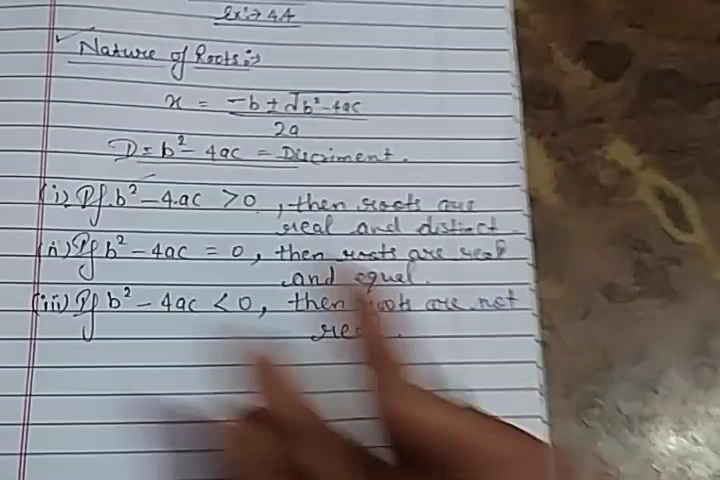 Ex:→ 4A
Nature of Roots:→
x = -b ± √b² - 4ac
2a
D = b² - 4ac = Discriment.
(i) If b² - 4ac > 0, then roots are
real and distinct.
(ii) If b² - 4ac = 0, then roots are real
and equal.
(iii) If b² - 4ac < 0, then roots are not